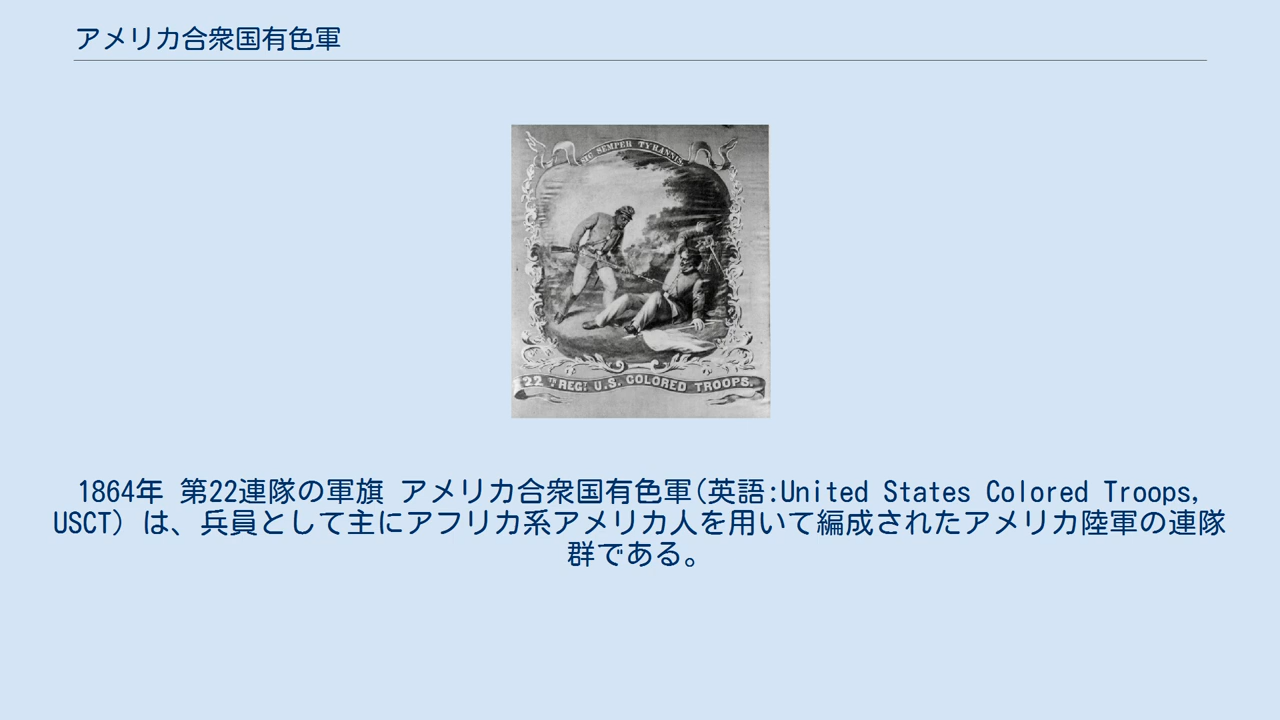 アメリカ合衆国有色軍
SIC SEMPER TYRANNIS
22TH REGT U.S. COLORED TROOPS.
1864年 第22連隊の軍旗 アメリカ合衆国有色軍(英語:United States Colored Troops,
USCT) は、兵員として主にアフリカ系アメリカ人を用いて編成されたアメリカ陸軍の連隊
群である。